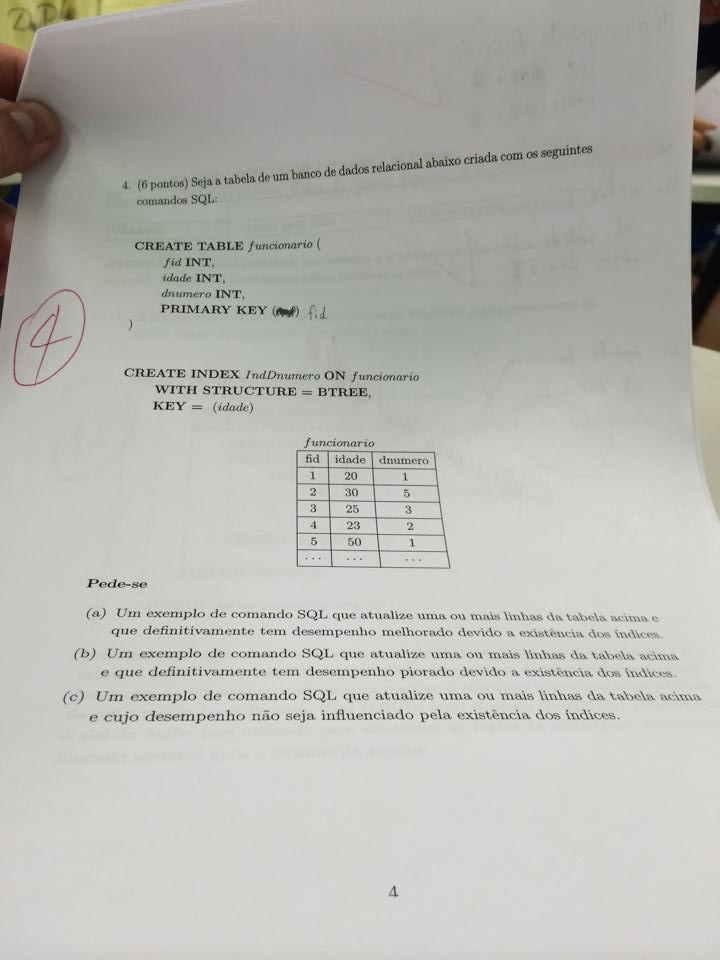 4. (6 pontos) Seja a tabela de um banco de dados relacional abaixo criada com os seguintes
comandos SQL:
CREATE TABLE funcionario (
fid INT,
idade INT,
dnumero INT,
PRIMARY KEY ( ) fid
)
4
CREATE INDEX IndDnumero ON funcionario
WITH STRUCTURE = BTREE,
KEY = (idade)
funcionario
fid idade dnumero
1 20 1
2 30 5
3 25 3
4 23 2
5 50 1
... ... ...
Pede-se
(a) Um exemplo de comando SQL que atualize uma ou mais linhas da tabela acima e
que definitivamente tem desempenho melhorado devido a existência dos índices.
(b) Um exemplo de comando SQL que atualize uma ou mais linhas da tabela acima
e que definitivamente tem desempenho piorado devido a existência dos índices.
(c) Um exemplo de comando SQL que atualize uma ou mais linhas da tabela acima
e cujo desempenho não seja influenciado pela existência dos índices.
4